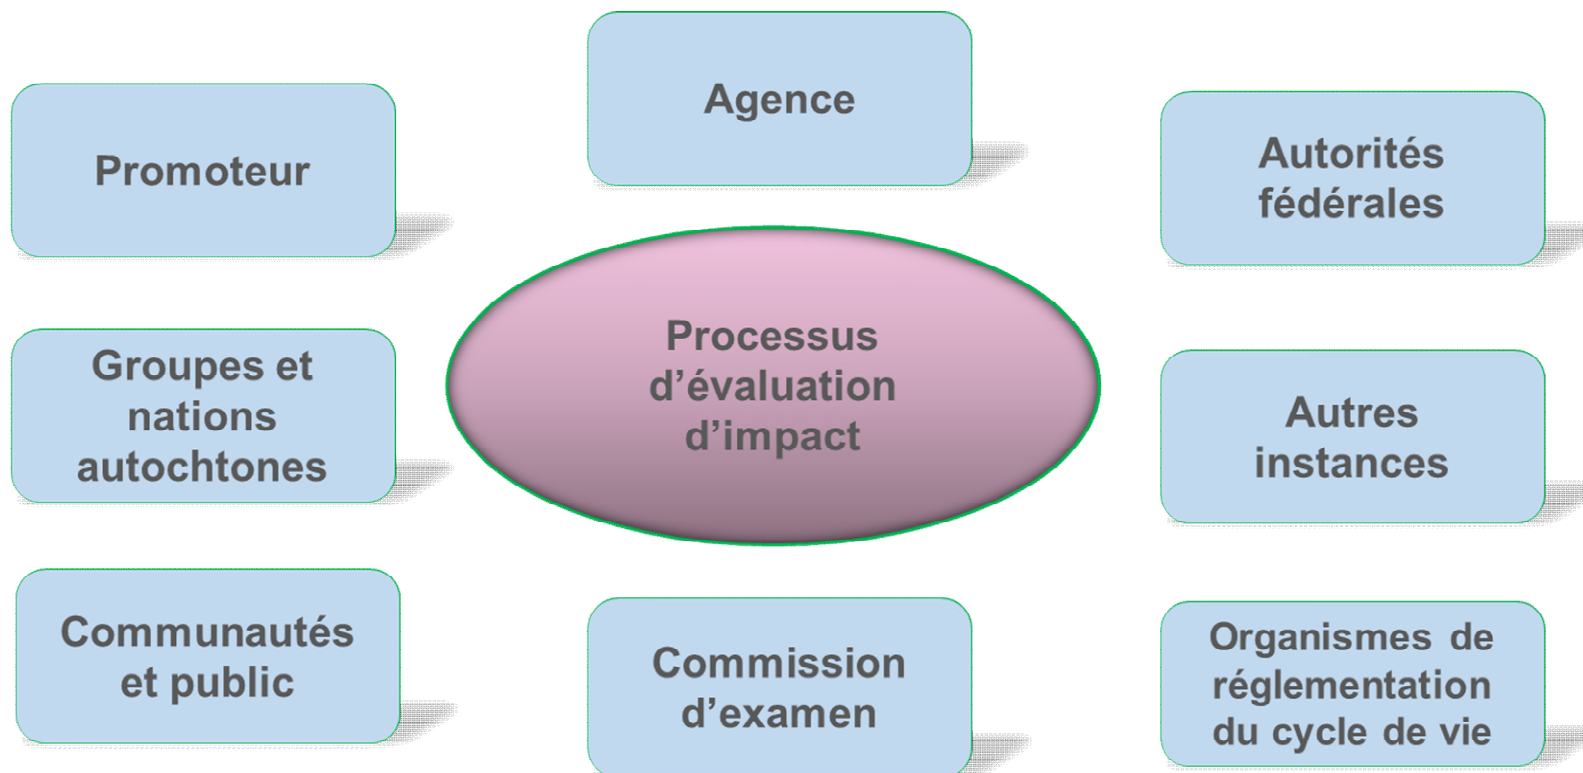 Agence
Promoteur
Autorités
fédérales
Processus
d’évaluation
d’impact
Groupes et
nations
autochtones
Autres
instances
Communautés
et public
Commission
d’examen
Organismes de
réglementation
du cycle de vie